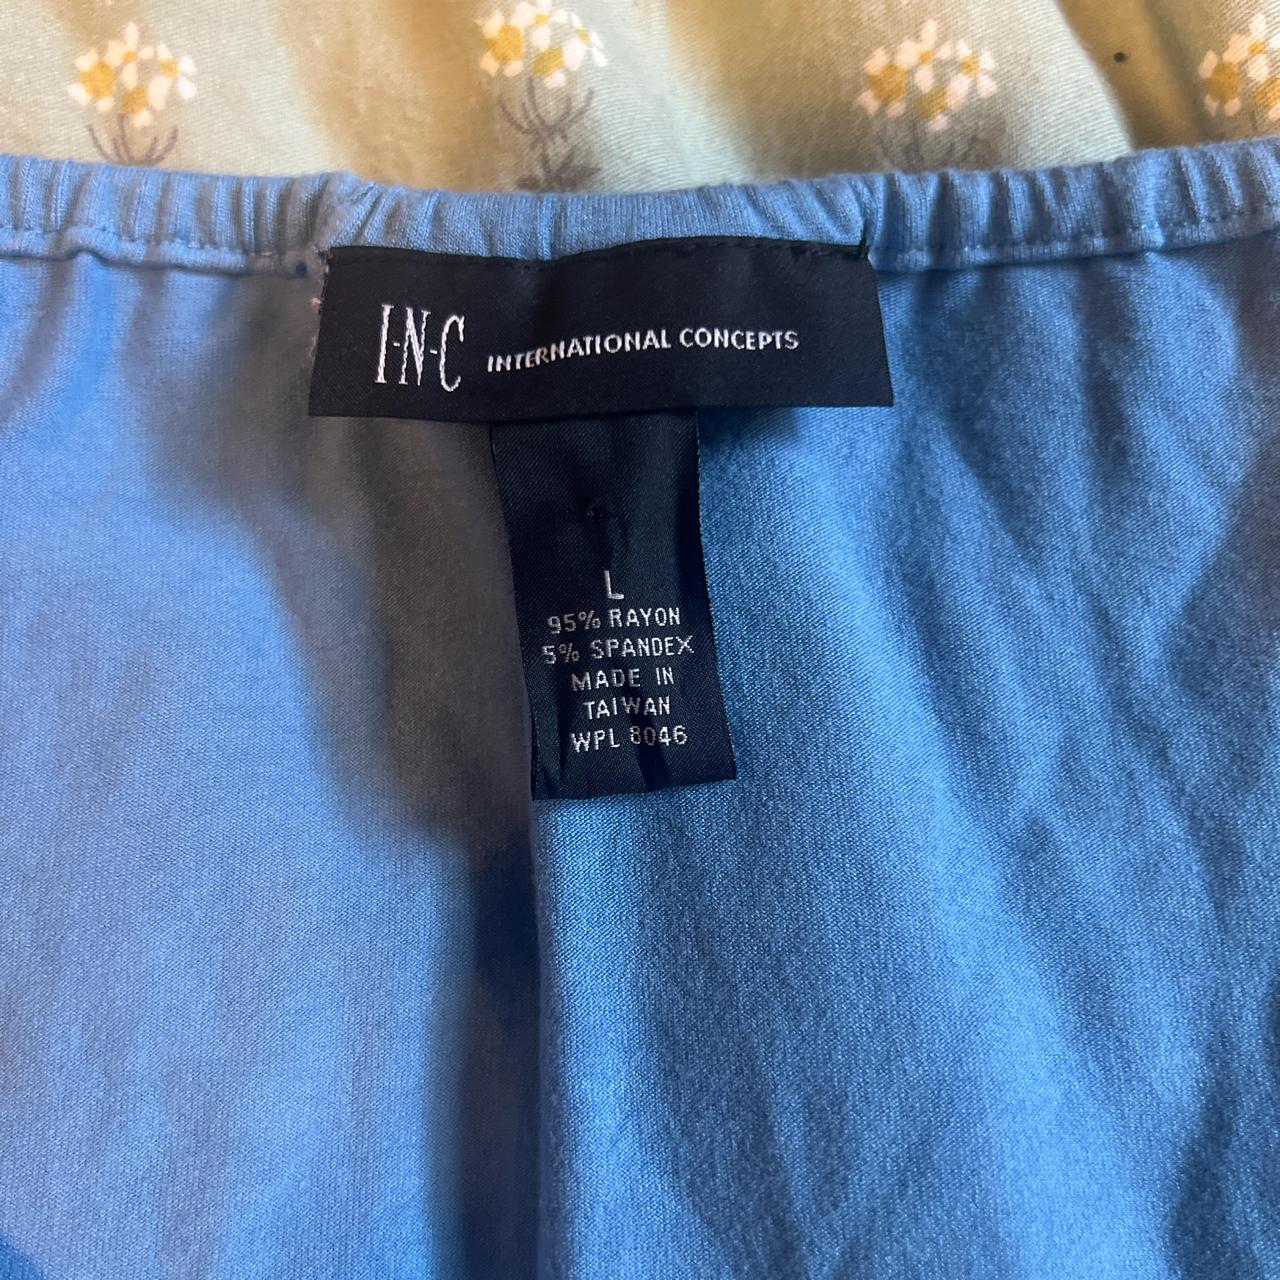 I·N·C INTERNATIONAL CONCEPTS
L
95% RAYON
5% SPANDEX
MADE IN
TAIWAN
WPL 8046